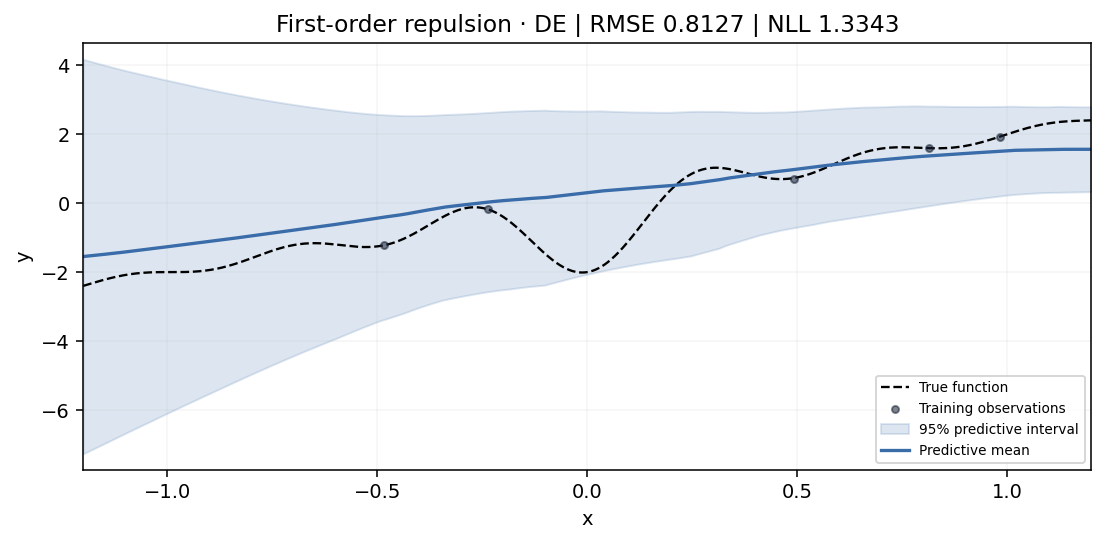 First-order repulsion · DE | RMSE 0.8127 | NLL 1.3343
4
2
0
−2
−4
−6
y
−1.0
−0.5
0.0
0.5
1.0
x
True function
Training observations
95% predictive interval
Predictive mean